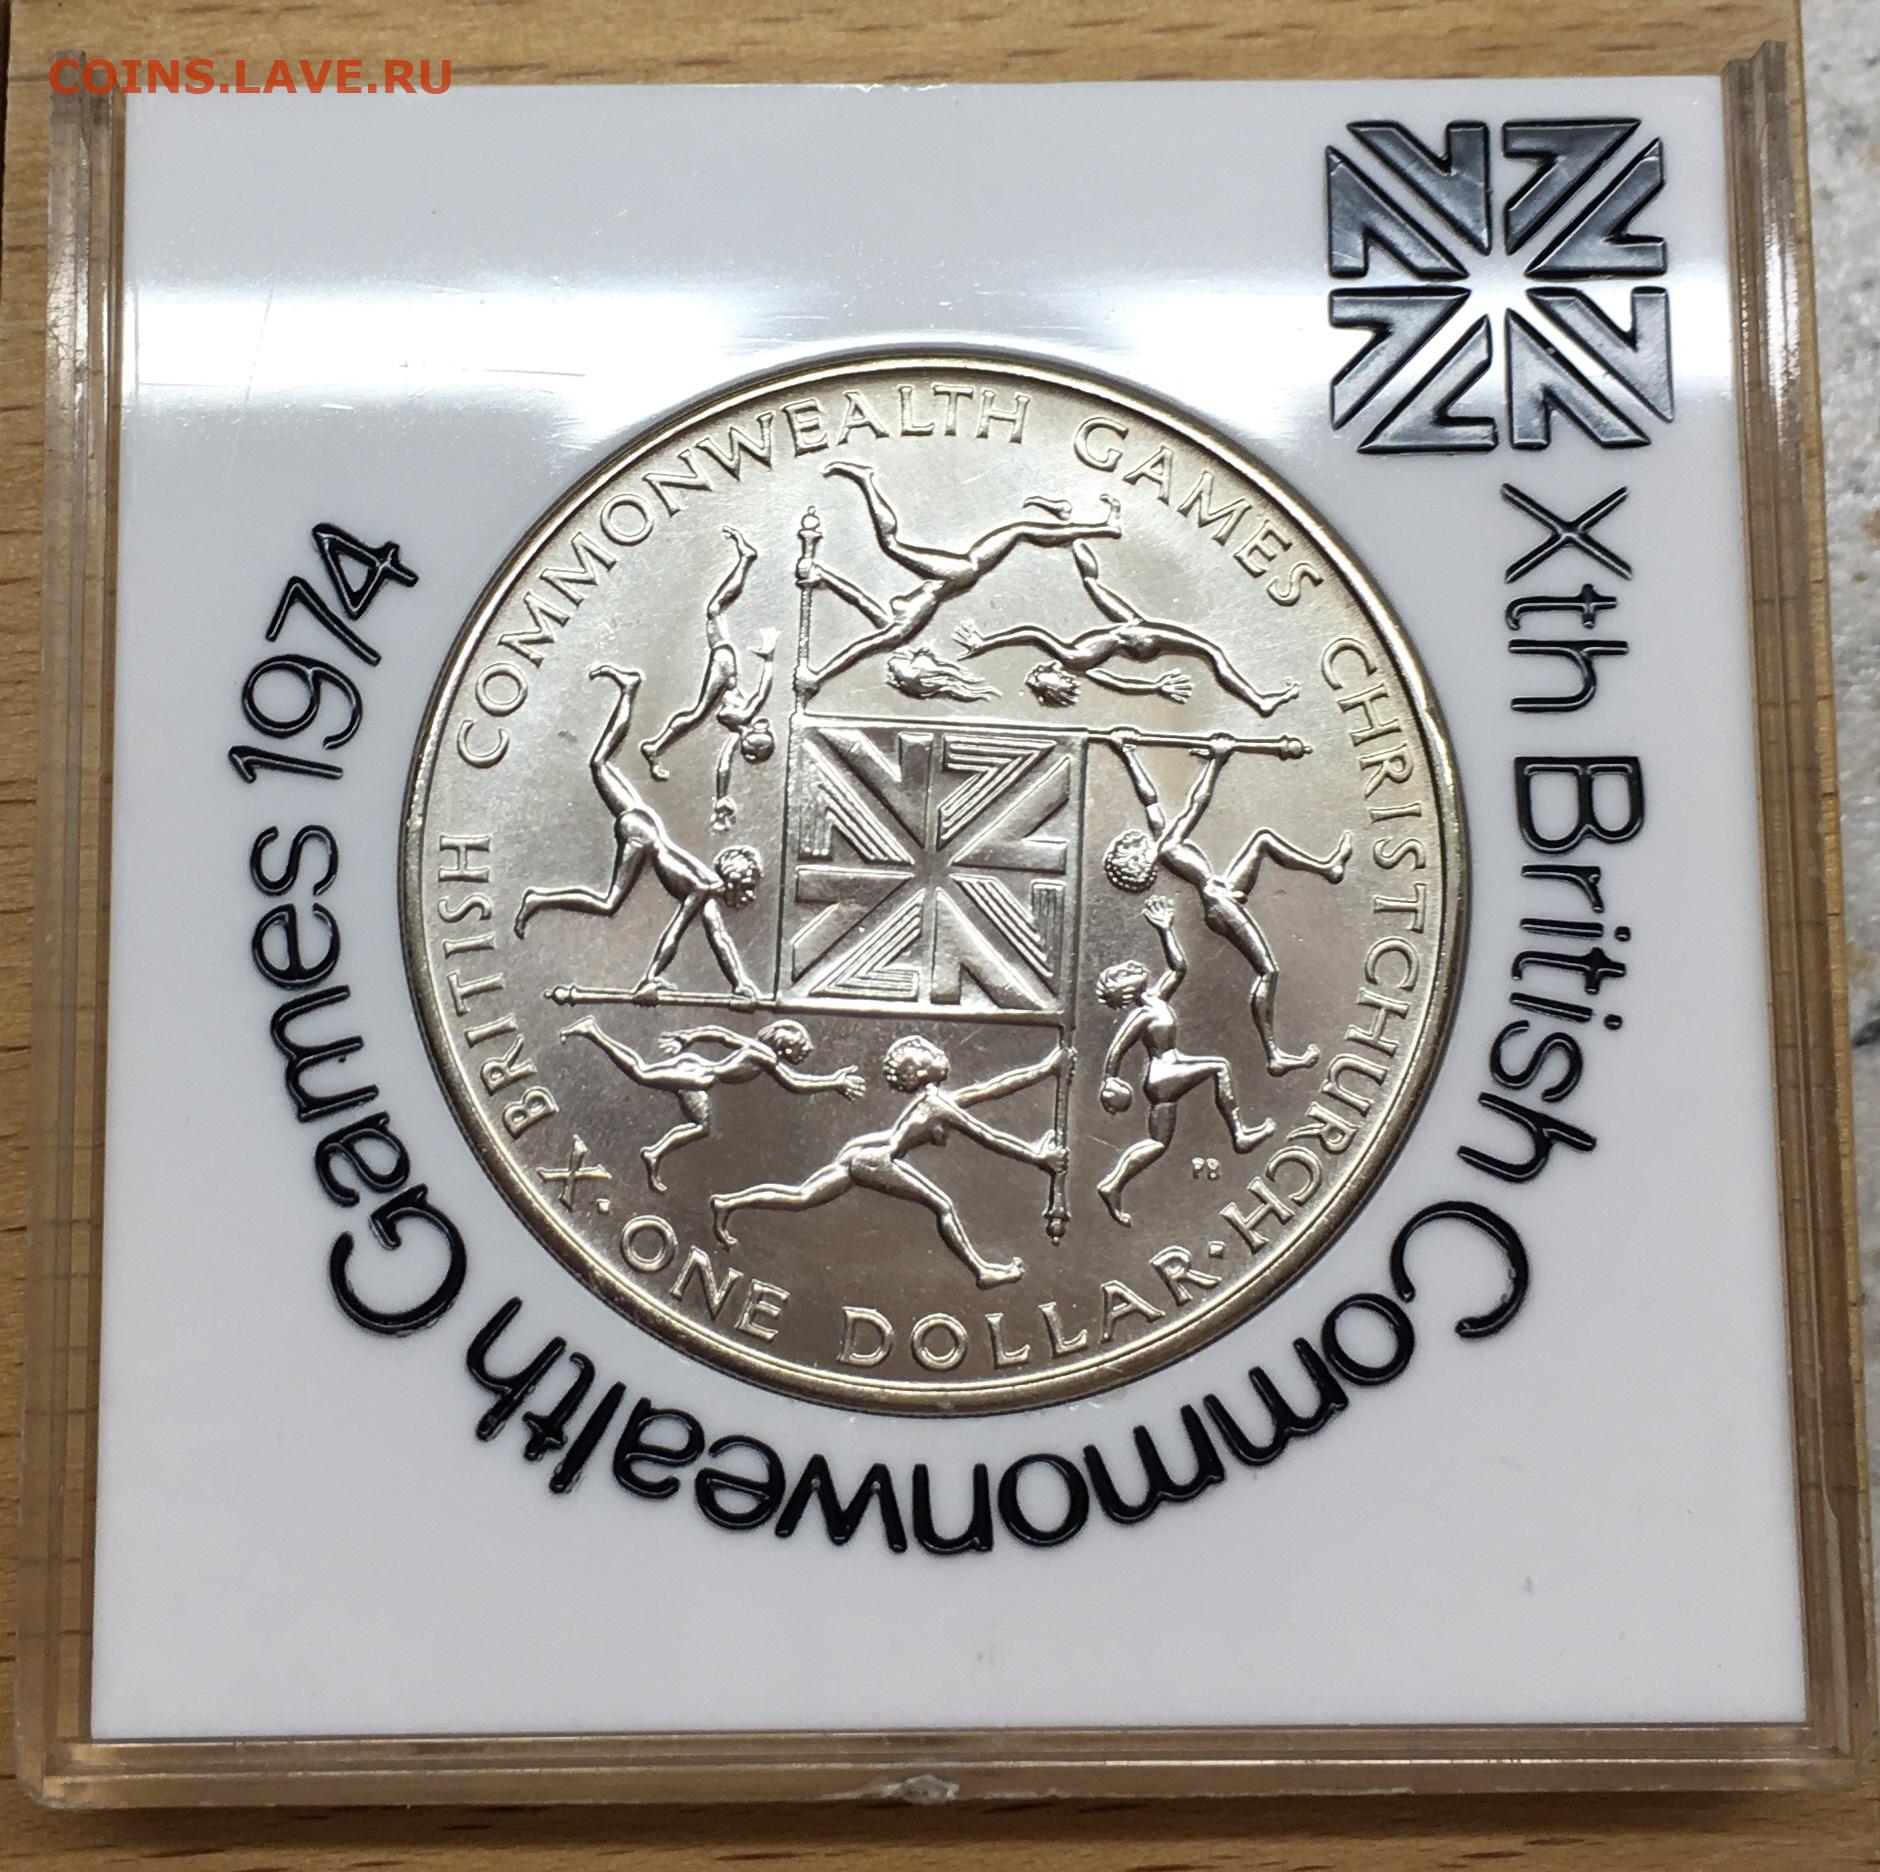 COINS.LAVE.RU
Xth British Commonwealth Games 1974
X BRITISH COMMONWEALTH GAMES CHRISTCHURCH
· ONE DOLLAR ·
PB